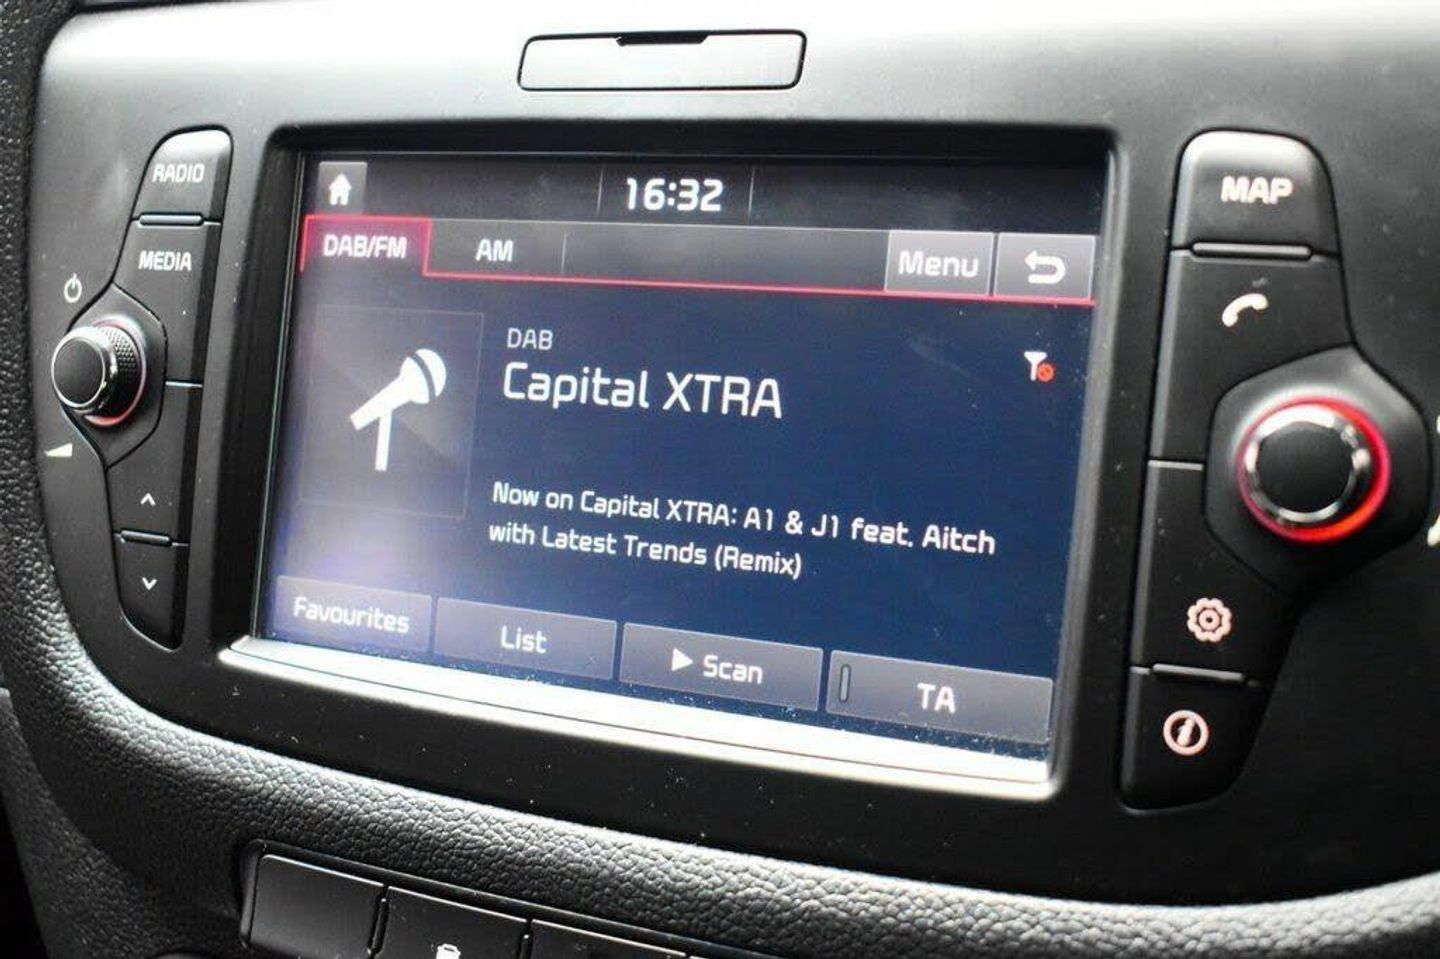 RADIO
MEDIA
16:32
DAB/FM
AM
Menu
DAB
Capital XTRA
Now on Capital XTRA: A1 & J1 feat. Aitch
with Latest Trends (Remix)
Favourites
List
Scan
TA
MAP